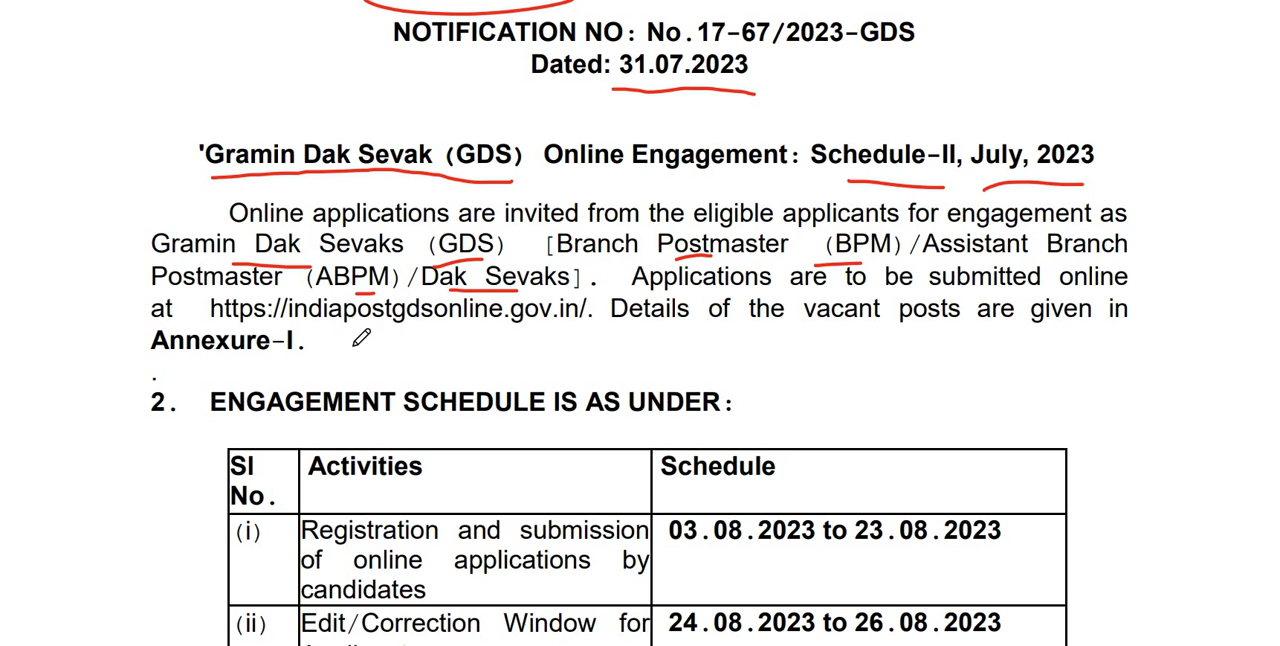 NOTIFICATION NO: No.17-67/2023-GDS
Dated: 31.07.2023
'Gramin Dak Sevak (GDS) Online Engagement: Schedule-II, July, 2023
Online applications are invited from the eligible applicants for engagement as
Gramin Dak Sevaks (GDS) [Branch Postmaster (BPM)/Assistant Branch
Postmaster (ABPM)/Dak Sevaks]. Applications are to be submitted online
at https://indiapostgdsonline.gov.in/. Details of the vacant posts are given in
Annexure-I.
.
2. ENGAGEMENT SCHEDULE IS AS UNDER:
Sl No. Activities Schedule
(i) Registration and submission of online applications by candidates 03.08.2023 to 23.08.2023
(ii) Edit/Correction Window for 24.08.2023 to 26.08.2023